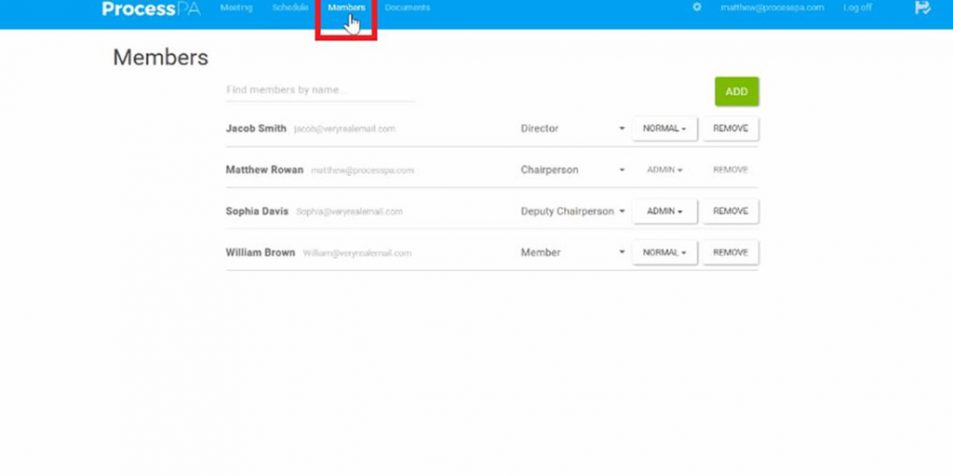 ProcessPA Meeting Schedule Members Documents matthew@processpa.com Log off
Members
Find members by name...
ADD
Jacob Smith jacob@veryrealemail.com Director NORMAL REMOVE
Matthew Rowan matthew@processpa.com Chairperson ADMIN REMOVE
Sophia Davis Sophia@veryrealemail.com Deputy Chairperson ADMIN REMOVE
William Brown William@veryrealemail.com Member NORMAL REMOVE